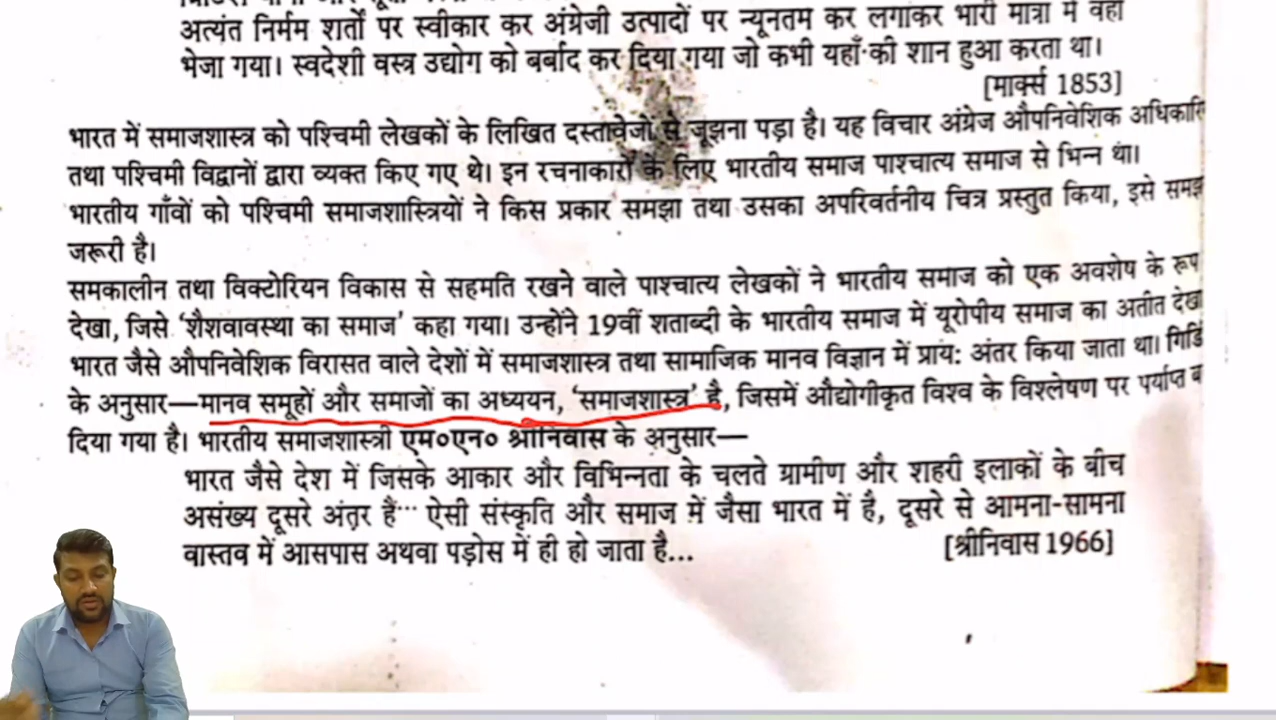 अत्यंत निर्मम शर्तों पर स्वीकार कर अंग्रेजी उत्पादों पर न्यूनतम कर लगाकर भारी मात्रा में वहाँ
भेजा गया। स्वदेशी वस्त्र उद्योग को बर्बाद कर दिया गया जो कभी यहाँ की शान हुआ करता था।
[मार्क्स 1853]
भारत में समाजशास्त्र को पश्चिमी लेखकों के लिखित दस्तावेजों से जूझना पड़ा है। यह विचार अंग्रेज औपनिवेशिक
तथा पश्चिमी विद्वानों द्वारा व्यक्त किए गए थे। इन रचनाकारों के लिए भारतीय समाज पाश्चात्य समाज से भिन्न था।
भारतीय गाँवों को पश्चिमी समाजशास्त्रियों ने किस प्रकार समझा तथा उसका अपरिवर्तनीय चित्र प्रस्तुत किया, इसे
जरूरी है।
समकालीन तथा विक्टोरियन विकास से सहमति रखने वाले पाश्चात्य लेखकों ने भारतीय समाज को एक अवशेष के रूप
देखा, जिसे ‘शैशवावस्था का समाज’ कहा गया। उन्होंने 19वीं शताब्दी के भारतीय समाज में यूरोपीय समाज का अतीत देखा
भारत जैसे औपनिवेशिक विरासत वाले देशों में समाजशास्त्र तथा सामाजिक मानव विज्ञान में प्राय: अंतर किया जाता था।
के अनुसार—मानव समूहों और समाजों का अध्ययन, ‘समाजशास्त्र’ है, जिसमें औद्योगीकृत विश्व के विश्लेषण पर पर्याप्त
दिया गया है। भारतीय समाजशास्त्री एम०एन० श्रीनिवास के अनुसार—
भारत जैसे देश में जिसके आकार और विभिन्नता के चलते ग्रामीण और शहरी इलाकों के बीच
असंख्य दूसरे अंतर हैं... ऐसी संस्कृति और समाज में जैसा भारत में है, दूसरे से आमना-सामना
वास्तव में आसपास अथवा पड़ोस में ही हो जाता है...
[श्रीनिवास 1966]